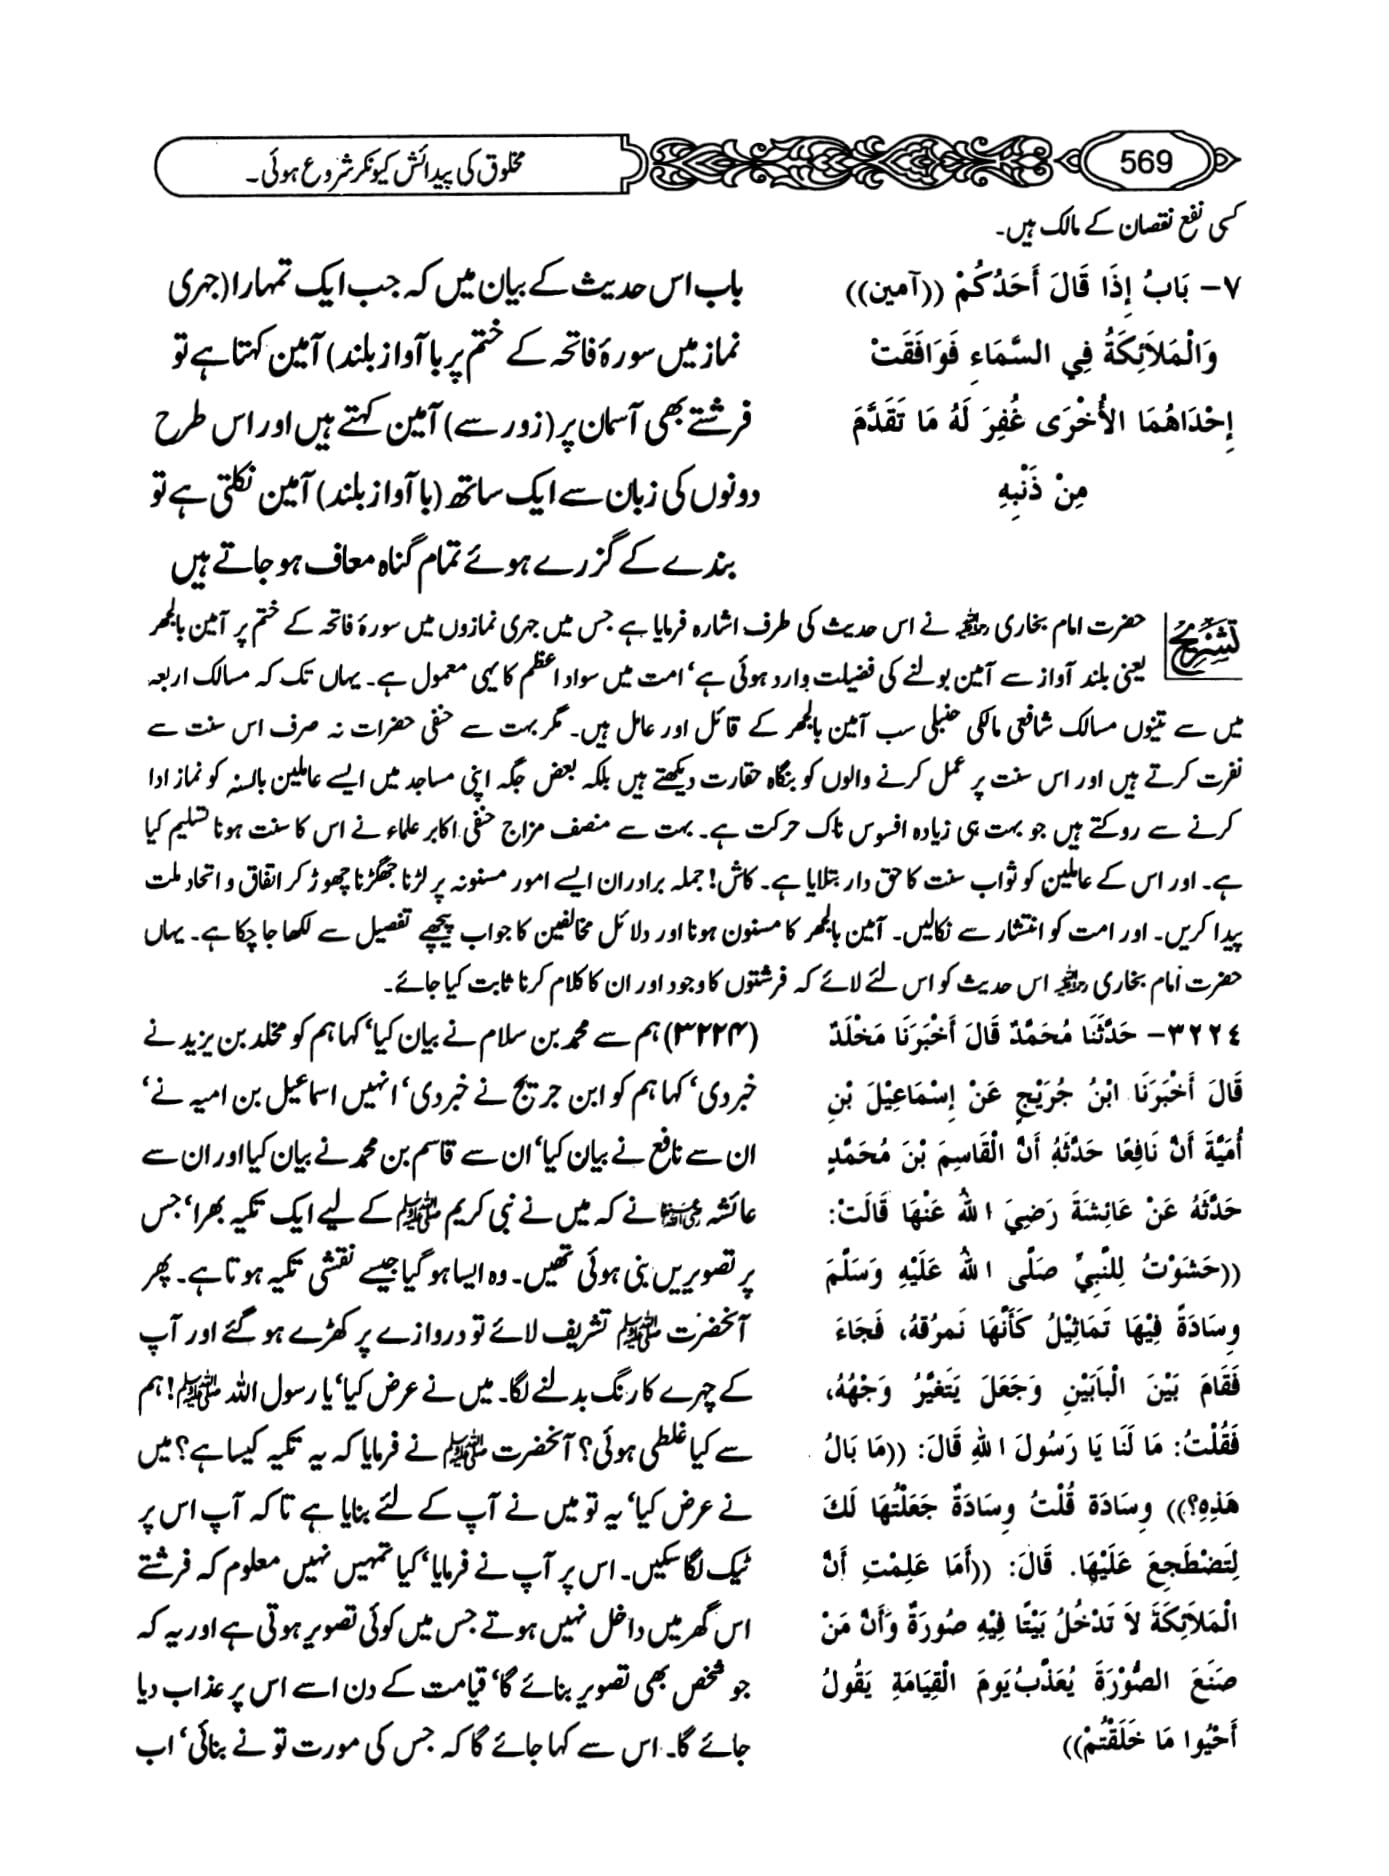 569
مخلوق کی پیدائش کیونکر شروع ہوئی۔
کسی نفع نقصان کے مالک ہیں۔
٧- بَابُ إِذَا قَالَ أَحَدُكُمْ ((آمين))
وَالْمَلاَئِكَةُ فِي السَّمَاءِ فَوَافَقَتْ
إِحْدَاهُمَا الأُخْرَى غُفِرَ لَهُ مَا تَقَدَّمَ
مِنْ ذَنْبِهِ
باب اس حدیث کے بیان میں کہ جب ایک تمہارا (جہری
نماز میں سورۂ فاتحہ کے ختم پر با آواز بلند) آمین کہتا ہے تو
فرشتے بھی آسمان پر (زور سے) آمین کہتے ہیں اور اس طرح
دونوں کی زبان سے ایک ساتھ (با آواز بلند) آمین نکلتی ہے تو
بندے کے گزرے ہوئے تمام گناہ معاف ہو جاتے ہیں
تشریح حضرت امام بخاری رحمۃ اللہ علیہ نے اس حدیث کی طرف اشارہ فرمایا ہے جس میں جہری نمازوں میں سورۂ فاتحہ کے ختم پر آمین بالجہر
یعنی بلند آواز سے آمین بولنے کی فضیلت وارد ہوئی ہے‘ امت میں سواد اعظم کا یہی معمول ہے۔ یہاں تک کہ مسالک اربعہ
میں سے تینوں مسالک شافعی مالکی حنبلی سب آمین بالجہر کے قائل اور عامل ہیں۔ مگر بہت سے حنفی حضرات نہ صرف اس سنت سے
نفرت کرتے ہیں اور اس سنت پر عمل کرنے والوں کو بنگاہ حقارت دیکھتے ہیں بلکہ بعض جگہ اپنی مساجد میں ایسے عاملین بالسنہ کو نماز ادا
کرنے سے روکتے ہیں جو بہت ہی زیادہ افسوس ناک حرکت ہے۔ بہت سے منصف مزاج حنفی اکابر علماء نے اس کا سنت ہونا تسلیم کیا
ہے۔ اور اس کے عاملین کو ثواب سنت کا حق دار بتلایا ہے۔ کاش! جملہ برادران ایسے امور مسنونہ پر لڑنا جھگڑنا چھوڑ کر اتفاق و اتحاد ملت
پیدا کریں۔ اور امت کو انتشار سے نکالیں۔ آمین بالجہر کا مسنون ہونا اور دلائل مخالفین کا جواب پیچھے تفصیل سے لکھا جا چکا ہے۔ یہاں
حضرت امام بخاری رحمۃ اللہ علیہ اس حدیث کو اس لئے لائے کہ فرشتوں کا وجود اور ان کا کلام کرنا ثابت کیا جائے۔
٣٢٢٤- حَدَّثَنَا مُحَمَّدٌ قَالَ أَخْبَرَنَا مَخْلَدٌ
قَالَ أَخْبَرَنَا ابْنُ جُرَيْجٍ عَنْ إِسْمَاعِيْلَ بْنِ
أُمَيَّةَ أَنَّ نَافِعًا حَدَّثَهُ أَنَّ الْقَاسِمَ بْنَ مُحَمَّدٍ
حَدَّثَهُ عَنْ عَائِشَةَ رَضِيَ اللهُ عَنْهَا قَالَتْ:
((حَشَوْتُ لِلنَّبِيِّ صَلَّى اللهُ عَلَيْهِ وَسَلَّمَ
وِسَادَةً فِيْهَا تَمَاثِيْلُ كَأَنَّهَا نَمرُقهُ، فَجَاءَ
فَقَامَ بَيْنَ الْبَابَيْنِ وَجَعَلَ يَتَغَيَّرُ وَجْهُهُ،
فَقُلْتُ: مَا لَنَا يَا رَسُولَ اللهِ قَالَ: ((مَا بَالُ
هَذِهِ؟)) وِسَادَة قُلْتُ وِسَادَةٌ جَعَلْتُهَا لَكَ
لِتَضْطَجِعَ عَلَيْهَا. قَالَ: ((أَمَا عَلِمْتِ أَنَّ
الْمَلاَئِكَةَ لاَ تَدْخُلُ بَيْتًا فِيْهِ صُورَةٌ وَأَنَّ مَنْ
صَنَعَ الصُّوْرَةَ يُعَذَّبُ يَومَ الْقِيَامَةِ يَقُولُ
أَحْيُوا مَا خَلَقْتُمْ))
(۳۲۲۴) ہم سے محمد بن سلام نے بیان کیا‘ کہا ہم کو مخلد بن یزید نے
خبر دی‘ کہا ہم کو ابن جریج نے خبر دی‘ انہیں اسماعیل بن امیہ نے‘
ان سے نافع نے بیان کیا‘ ان سے قاسم بن محمد نے بیان کیا اور ان سے
عائشہ رضی اللہ عنہا نے کہ میں نے نبی کریم ﷺ کے لیے ایک تکیہ بھرا‘ جس
پر تصویریں بنی ہوئی تھیں۔ وہ ایسا ہو گیا جیسے نقشی تکیہ ہوتا ہے۔ پھر
آنحضرت ﷺ تشریف لائے تو دروازے پر کھڑے ہو گئے اور آپ
کے چہرے کا رنگ بدلنے لگا۔ میں نے عرض کیا‘ یا رسول اللہ ﷺ! ہم
سے کیا غلطی ہوئی؟ آنحضرت ﷺ نے فرمایا کہ یہ تکیہ کیسا ہے؟ میں
نے عرض کیا‘ یہ تو میں نے آپ کے لئے بنایا ہے تاکہ آپ اس پر
ٹیک لگا سکیں۔ اس پر آپ نے فرمایا‘ کیا تمہیں نہیں معلوم کہ فرشتے
اس گھر میں داخل نہیں ہوتے جس میں کوئی تصویر ہوتی ہے اور یہ کہ
جو شخص بھی تصویر بنائے گا‘ قیامت کے دن اسے اس پر عذاب دیا
جائے گا۔ اس سے کہا جائے گا کہ جس کی مورت تو نے بنائی‘ اب